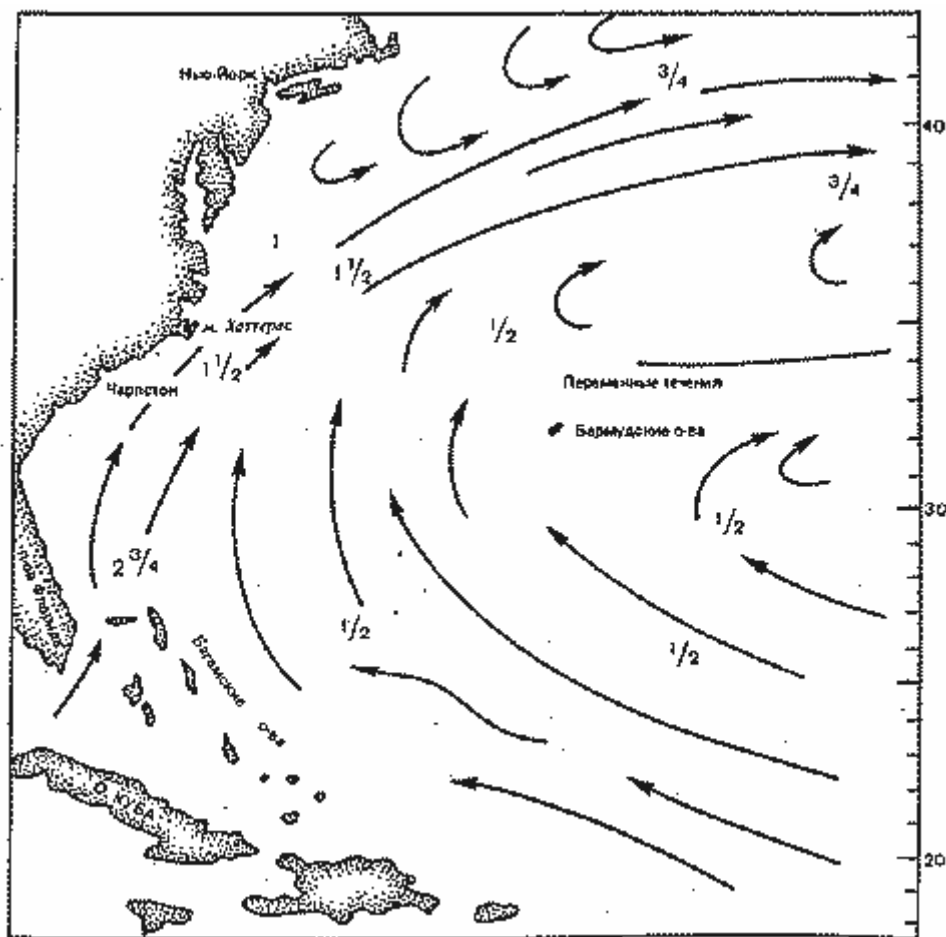 Нью-Йорк
3/4
40
3/4
1
1 1/2
м. Хаттерас
1/2
1 1/2
Чарлстон
Переменные течения
Бермудские о-ва
30
1/2
2 3/4
1/2
1/2
Багамские
о-ва
О. КУБА
20